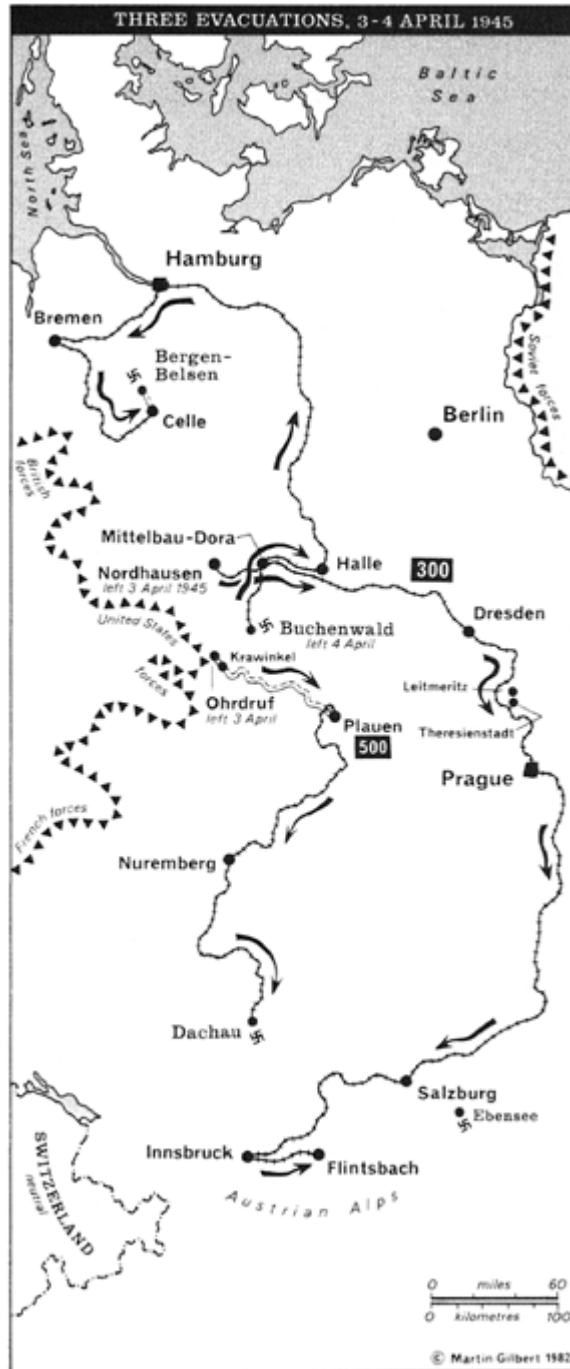 THREE EVACUATIONS, 3-4 APRIL 1945
Baltic
Sea
North Sea
Hamburg
Bremen
Bergen-
Belsen
Celle
Soviet forces
Berlin
British
forces
Mittelbau-Dora
Nordhausen
left 3 April 1945
Halle
300
United States
forces
Buchenwald
left 4 April
Dresden
Krawinkel
Ohrdruf
left 3 April
Leitmeritz
Plauen
500
Theresienstadt
Prague
French forces
Nuremberg
Dachau
Salzburg
Ebensee
Innsbruck
Flintsbach
Austrian Alps
SWITZERLAND
neutral
0 miles 60
0 kilometres 100
© Martin Gilbert 1982